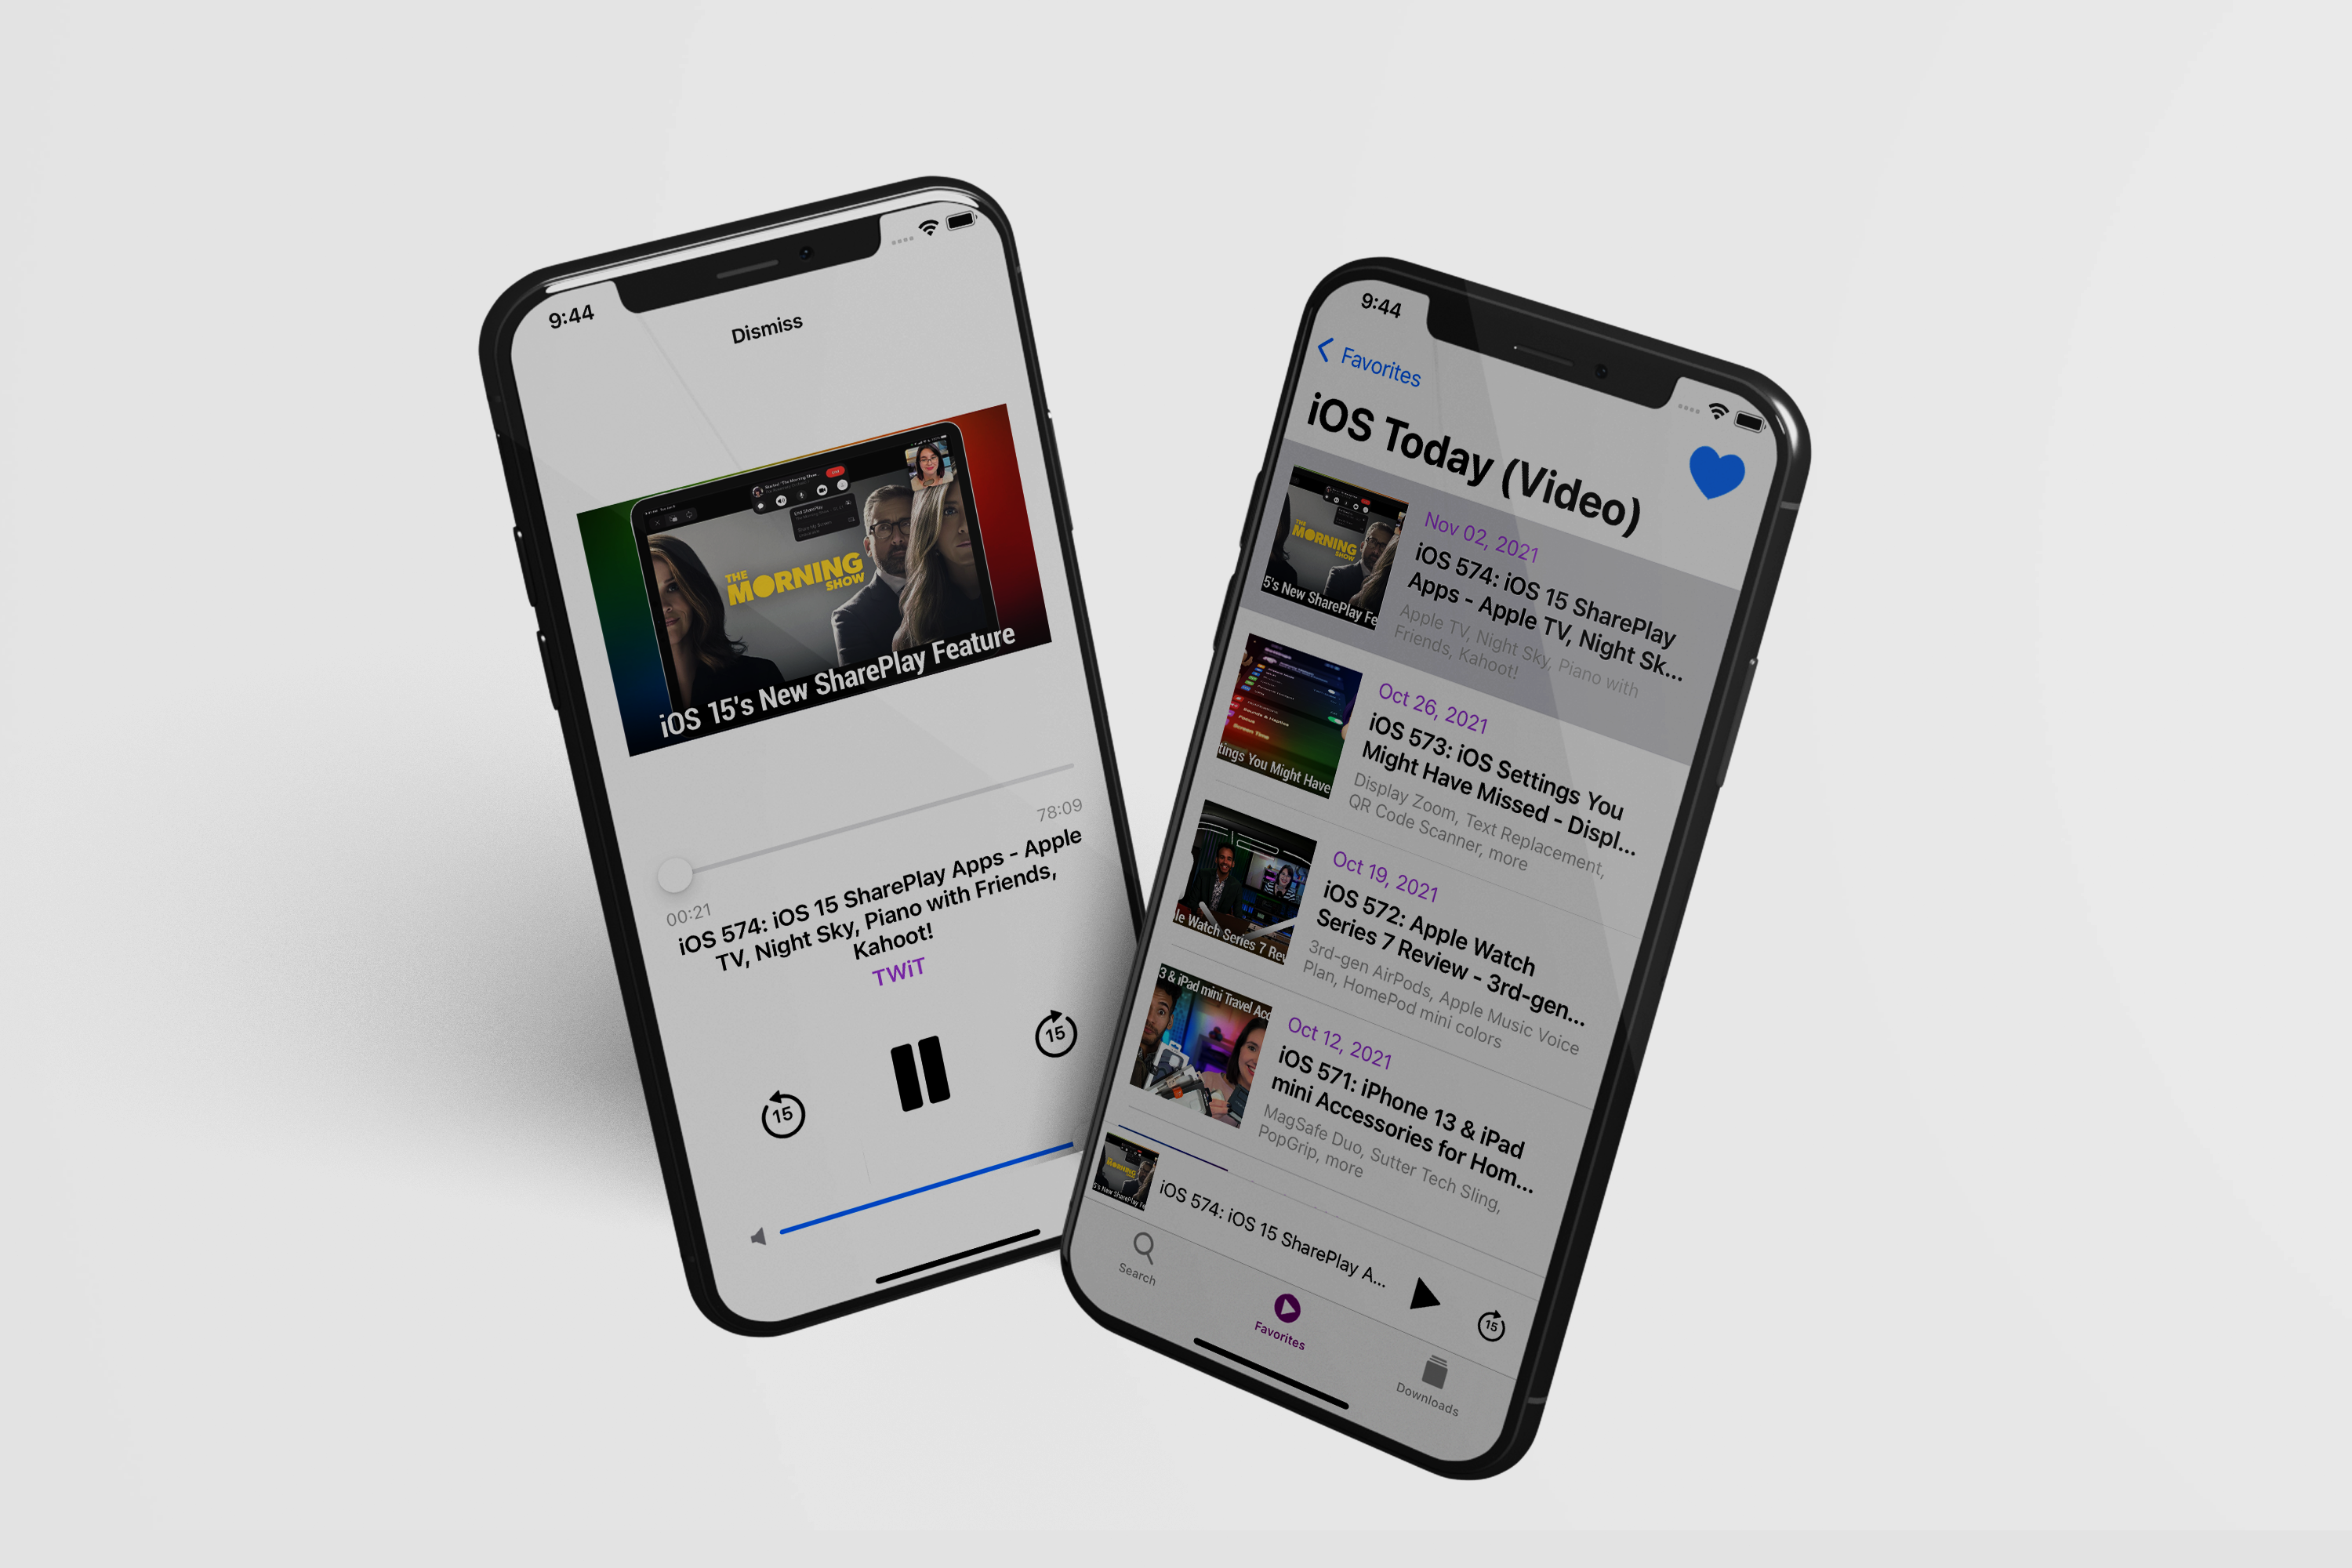 9:44
Dismiss
THE
MORNING
SHOW
iOS 15's New SharePlay Feature
78:09
00:21
iOS 574: iOS 15 SharePlay Apps - Apple
TV, Night Sky, Piano with Friends,
Kahoot!
TWiT
15
15
9:44
Favorites
iOS Today (Video)
THE
MORNING
SHOW
5's New SharePlay Fe
Nov 02, 2021
iOS 574: iOS 15 SharePlay
Apps - Apple TV, Night Sk...
Apple TV, Night Sky, Piano with
Friends, Kahoot!
Screen Time
tings You Might Have
Oct 26, 2021
iOS 573: iOS Settings You
Might Have Missed - Displ...
Display Zoom, Text Replacement,
QR Code Scanner, more
le Watch Series 7 Rev
Oct 19, 2021
iOS 572: Apple Watch
Series 7 Review - 3rd-gen...
3rd-gen AirPods, Apple Music Voice
Plan, HomePod mini colors
3 & iPad mini Travel Acc
Oct 12, 2021
iOS 571: iPhone 13 & iPad
mini Accessories for Hom...
MagSafe Duo, Sutter Tech Sling,
PopGrip, more
MORNING
5's New SharePlay Fe
iOS 574: iOS 15 SharePlay A...
15
Search
Favorites
Downloads